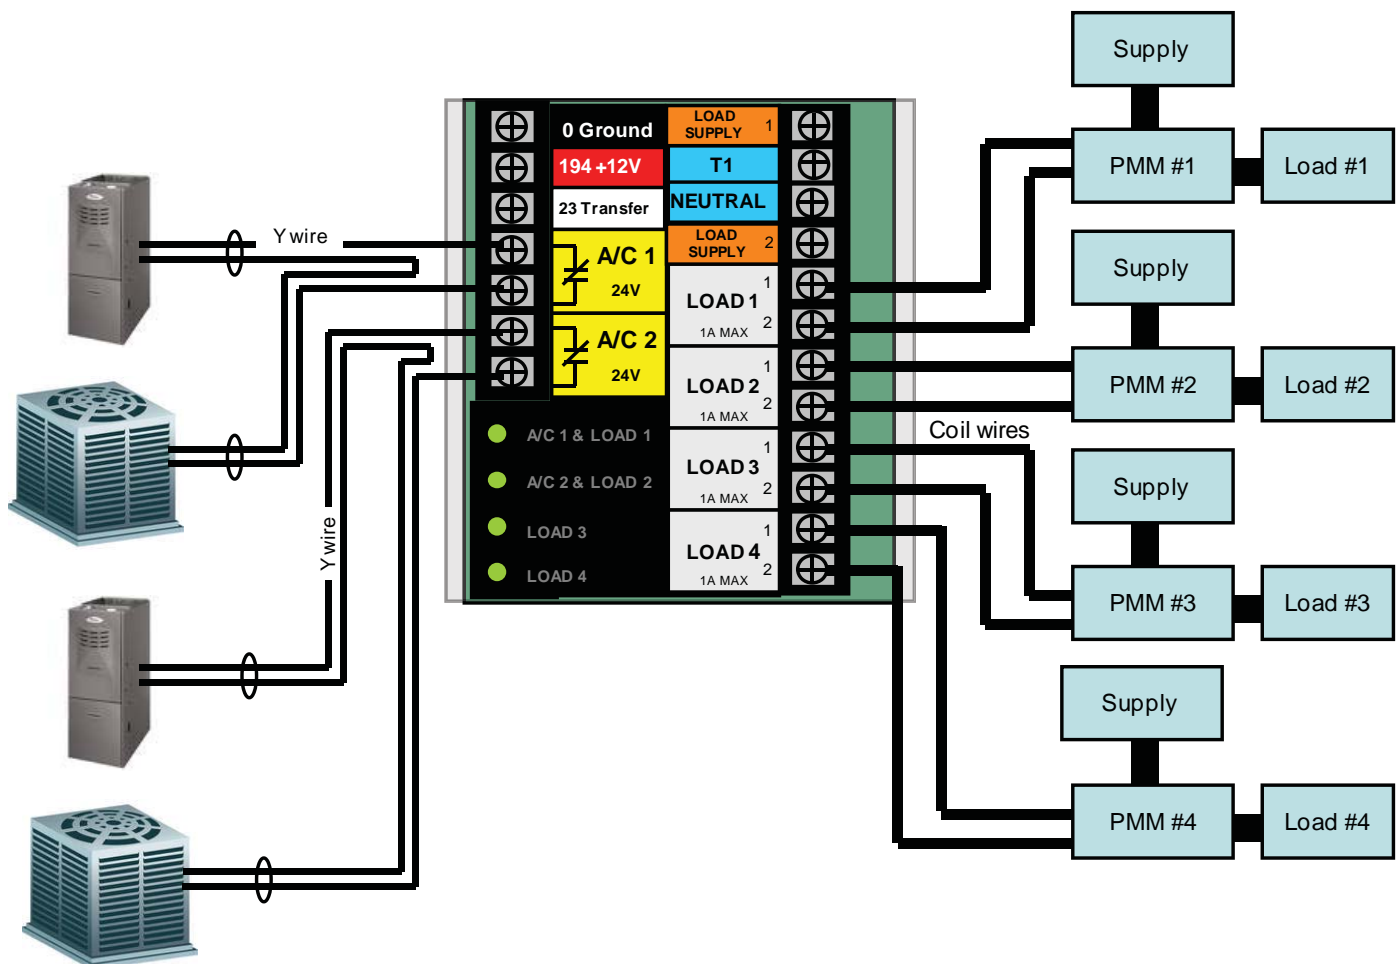 Supply
PMM #1
Load #1
0 Ground
LOAD
SUPPLY 1
194 +12V
T1
23 Transfer
NEUTRAL
Y wire
A/C 1
24V
LOAD
SUPPLY 2
LOAD 1
1
2
1A MAX
Supply
PMM #2
Load #2
A/C 2
24V
LOAD 2
1
2
1A MAX
A/C 1 & LOAD 1
A/C 2 & LOAD 2
LOAD 3
LOAD 4
LOAD 3
1
2
1A MAX
LOAD 4
1
2
1A MAX
Coil wires
Y wire
Supply
PMM #3
Load #3
Supply
PMM #4
Load #4